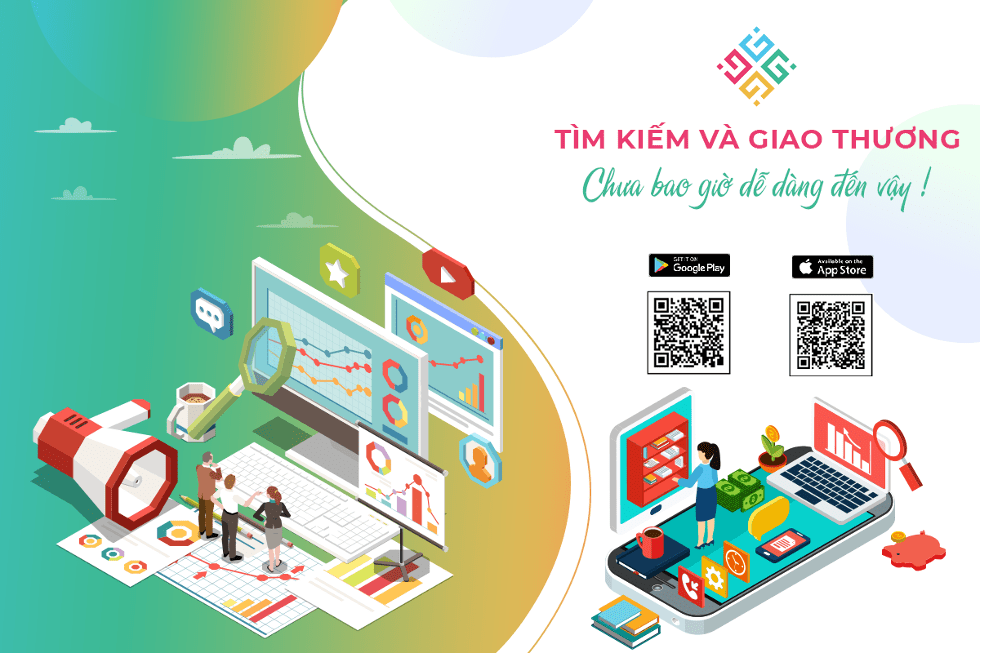 TÌM KIẾM VÀ GIAO THƯƠNG
Chưa bao giờ dễ dàng đến vậy !
GET IT ON
Google Play
Available on the
App Store